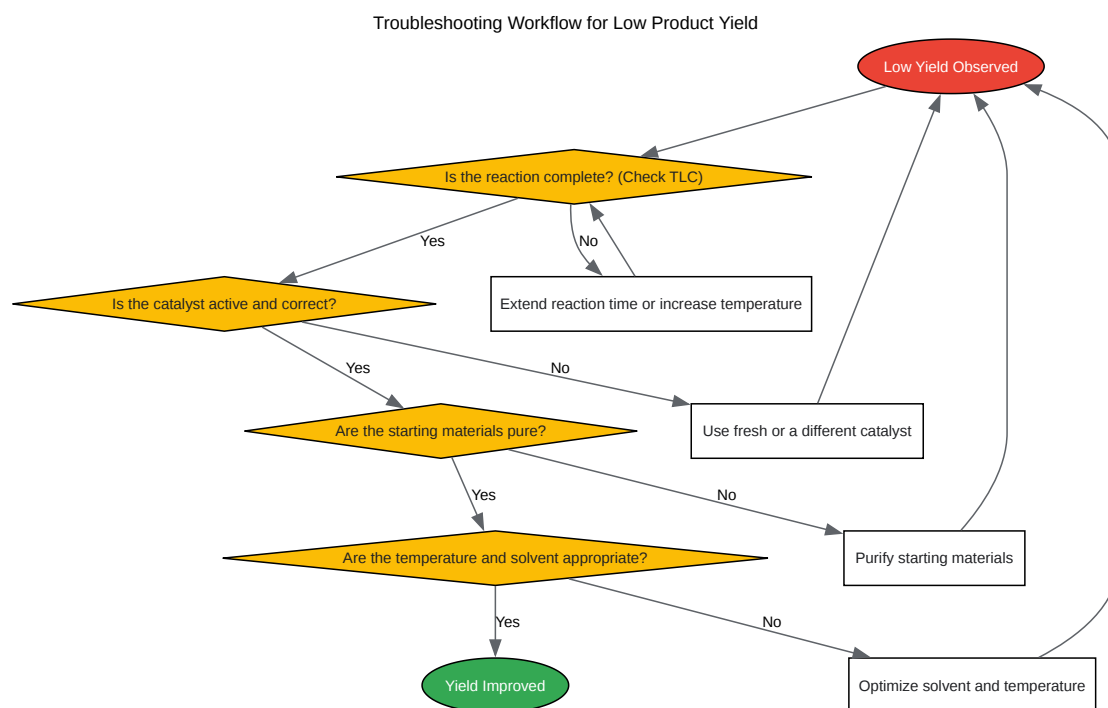 Troubleshooting Workflow for Low Product Yield
Low Yield Observed
Is the reaction complete? (Check TLC)
Yes
No
Is the catalyst active and correct?
Extend reaction time or increase temperature
Yes
No
Are the starting materials pure?
Use fresh or a different catalyst
Yes
No
Are the temperature and solvent appropriate?
Purify starting materials
Yes
No
Yield Improved
Optimize solvent and temperature